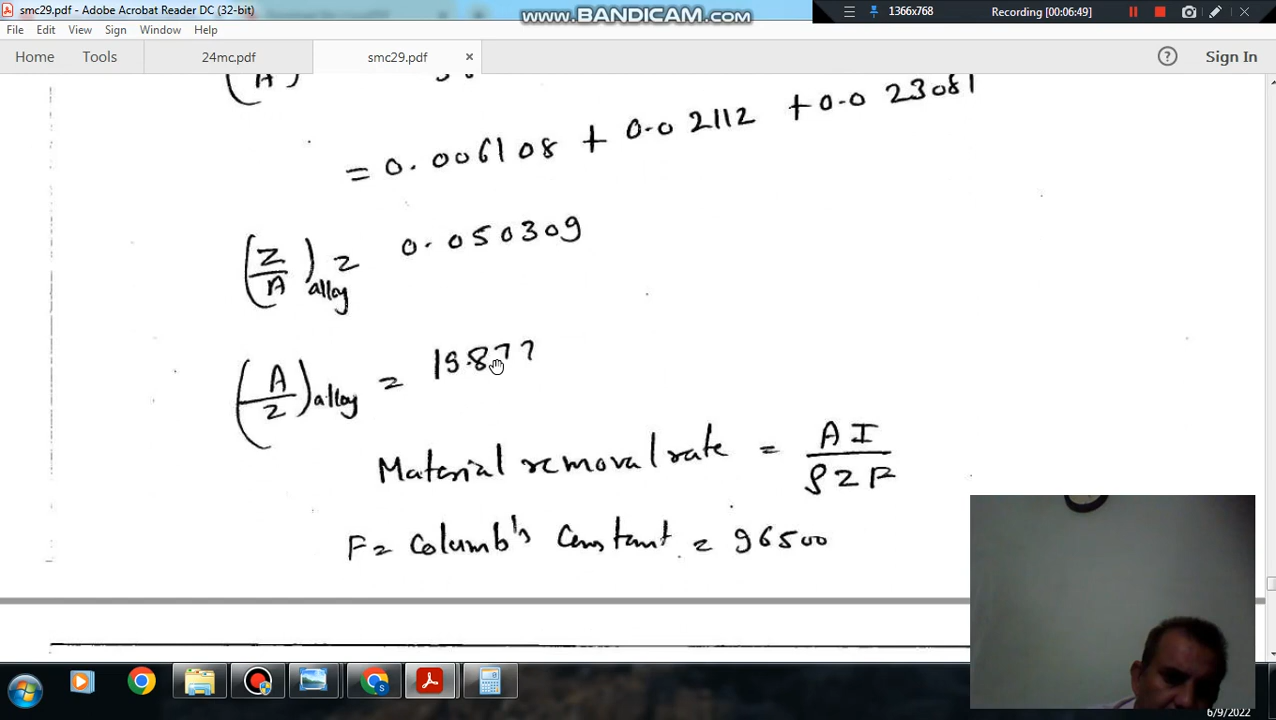 smc29.pdf - Adobe Acrobat Reader DC (32-bit)
www.BANDICAM.com
1366x768
Recording [00:06:49]
File Edit View Sign Window Help
Home Tools 24mc.pdf smc29.pdf × ? Sign In
= 0.006108 + 0.02112 + 0.023081
(Z/A)alloy = 0.050309
(A/Z)alloy = 19.877
Material removal rate = AI/ρZF
F = Columb's Constant = 96500
6/9/2022